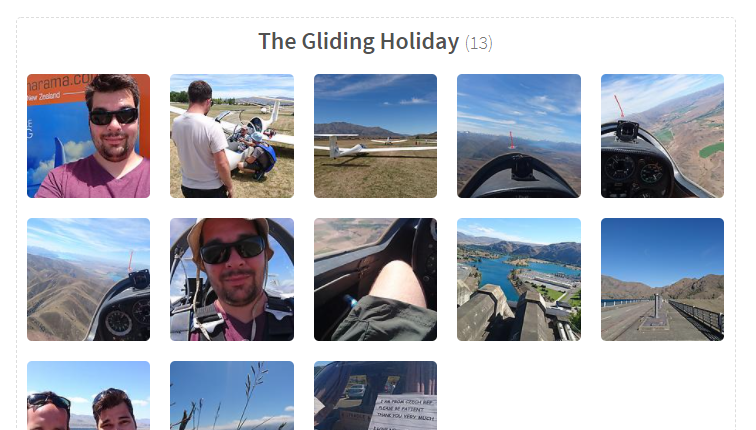 The Gliding Holiday (13)
narama.co
New Zealand
I AM FROM CZECH REP.
PLEASE BE PATIENT
THANK YOU VERY MUCH